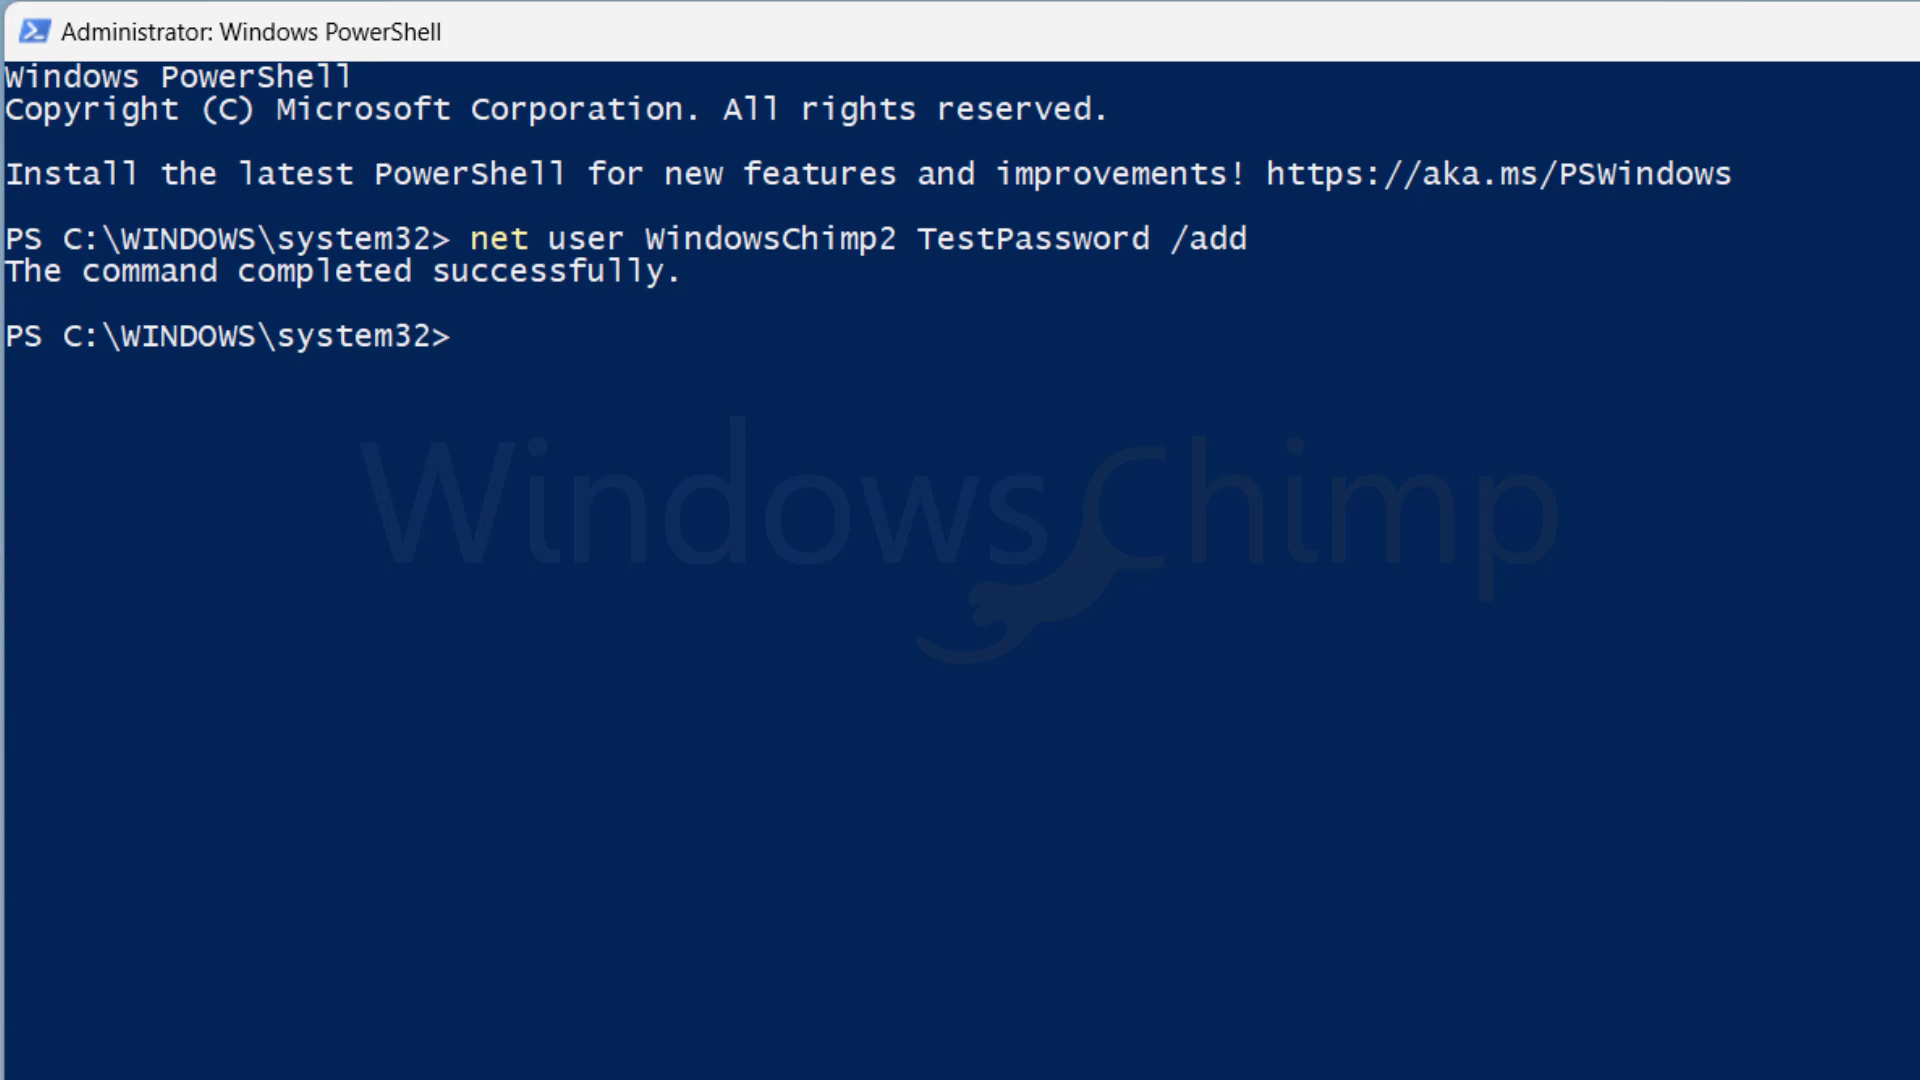 Administrator: Windows PowerShell
Windows PowerShell
Copyright (C) Microsoft Corporation. All rights reserved.
Install the latest PowerShell for new features and improvements! https://aka.ms/PSWindows
PS C:\WINDOWS\system32> net user WindowsChimp2 TestPassword /add
The command completed successfully.
PS C:\WINDOWS\system32>
WindowsChimp